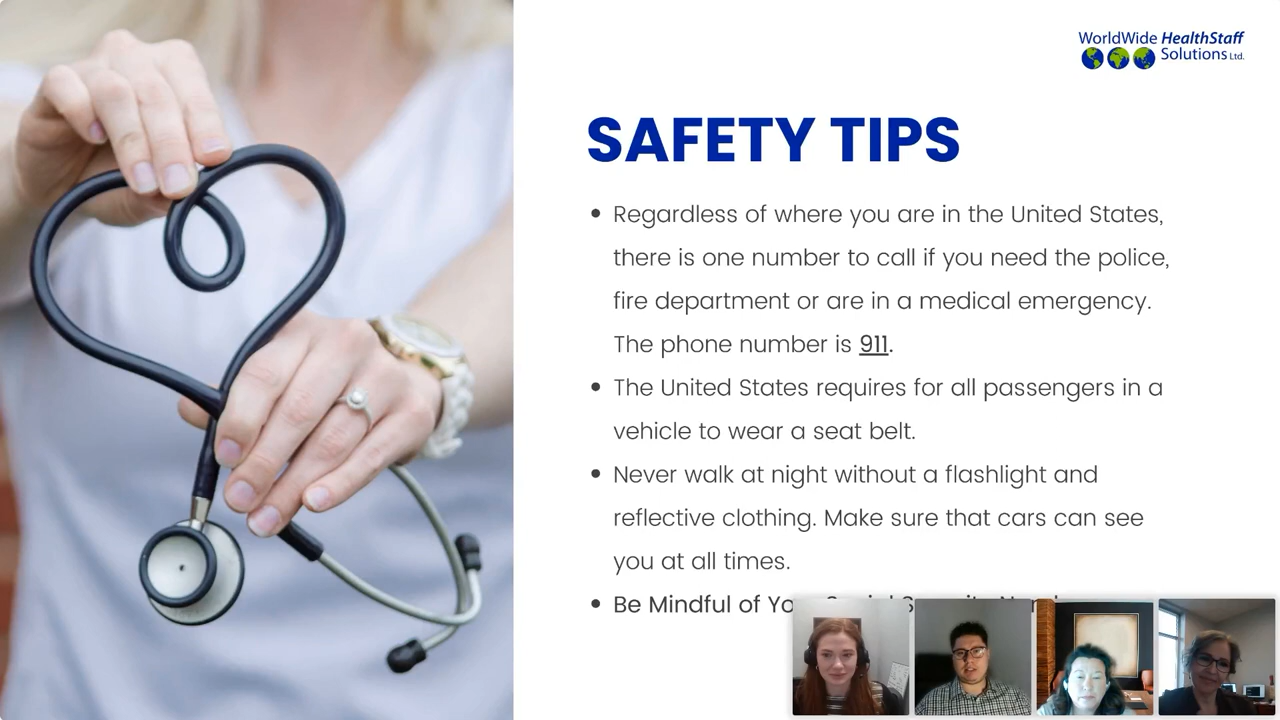 WorldWide HealthStaff
Solutions Ltd.
SAFETY TIPS
• Regardless of where you are in the United States,
there is one number to call if you need the police,
fire department or are in a medical emergency.
The phone number is 911.
• The United States requires for all passengers in a
vehicle to wear a seat belt.
• Never walk at night without a flashlight and
reflective clothing. Make sure that cars can see
you at all times.
• Be Mindful of